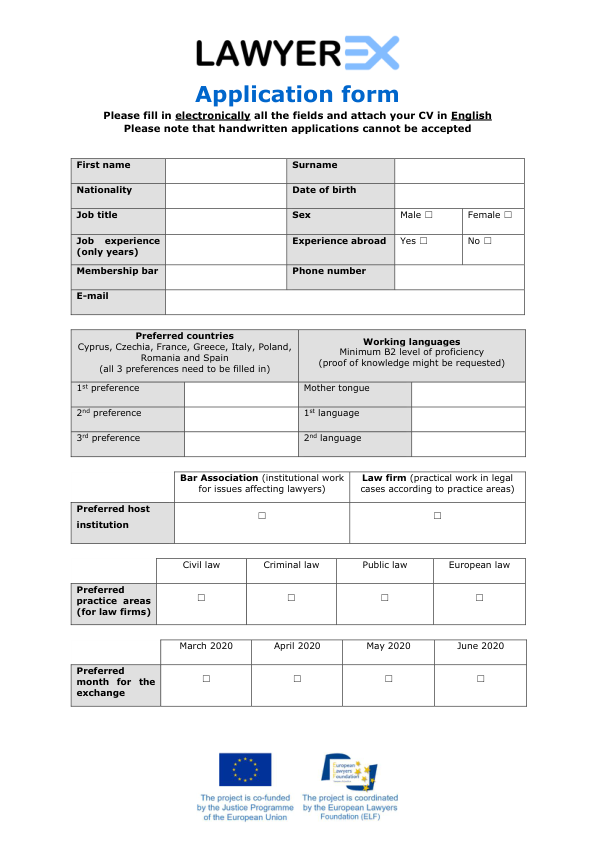 LAWYEREX
Application form
Please fill in electronically all the fields and attach your CV in English
Please note that handwritten applications cannot be accepted
First name
Surname
Nationality
Date of birth
Job title
Sex
Male ☐
Female ☐
Job experience
(only years)
Experience abroad
Yes ☐
No ☐
Membership bar
Phone number
E-mail
Preferred countries
Cyprus, Czechia, France, Greece, Italy, Poland,
Romania and Spain
(all 3 preferences need to be filled in)
Working languages
Minimum B2 level of proficiency
(proof of knowledge might be requested)
1st preference
Mother tongue
2nd preference
1st language
3rd preference
2nd language
Bar Association (institutional work
for issues affecting lawyers)
Law firm (practical work in legal
cases according to practice areas)
Preferred host
institution
☐
☐
Civil law
Criminal law
Public law
European law
Preferred
practice areas
(for law firms)
☐
☐
☐
☐
March 2020
April 2020
May 2020
June 2020
Preferred
month for the
exchange
☐
☐
☐
☐
European
Lawyers
Foundation
The project is co-funded
by the Justice Programme
of the European Union
The project is coordinated
by the European Lawyers
Foundation (ELF)